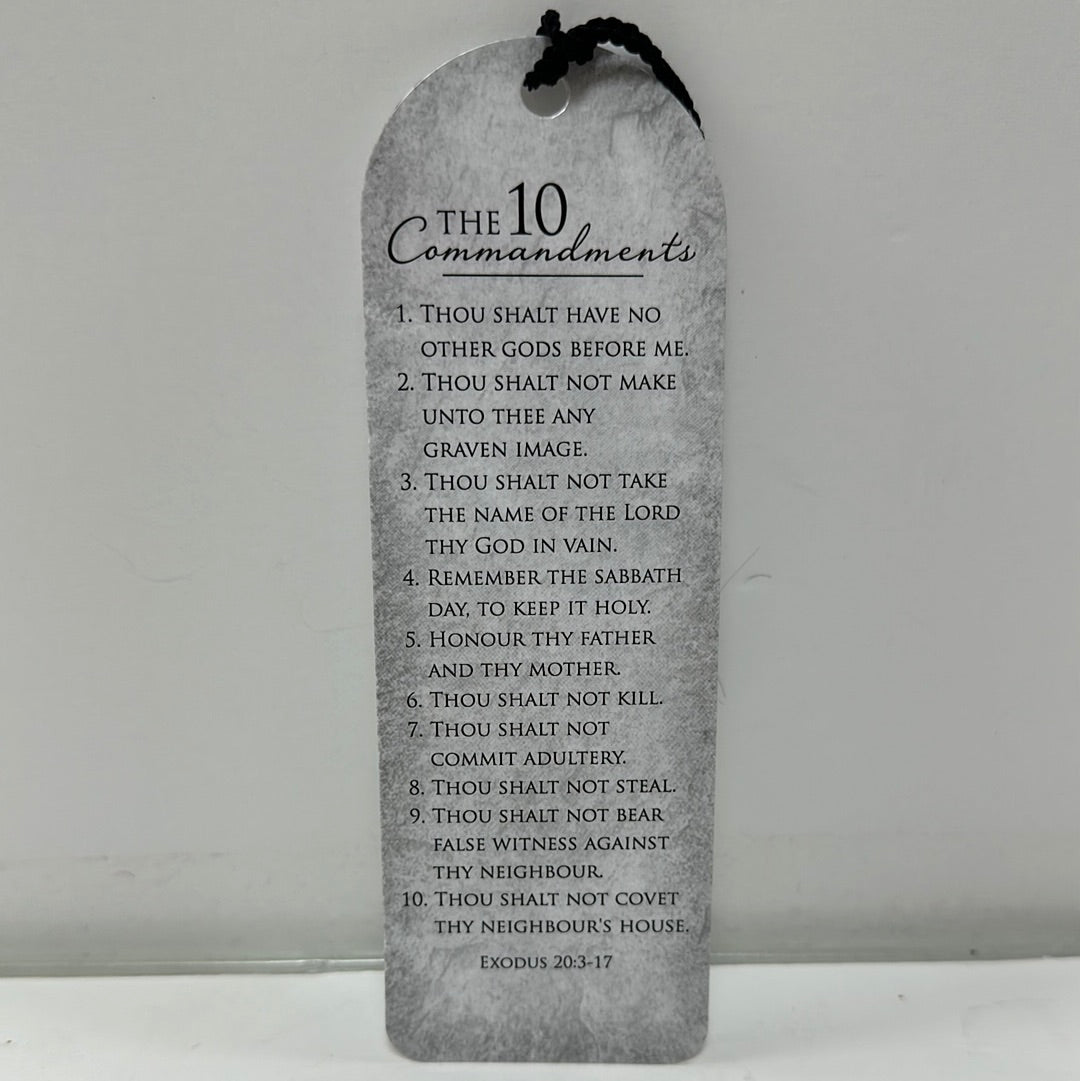 THE 10
Commandments
1. THOU SHALT HAVE NO
OTHER GODS BEFORE ME.
2. THOU SHALT NOT MAKE
UNTO THEE ANY
GRAVEN IMAGE.
3. THOU SHALT NOT TAKE
THE NAME OF THE LORD
THY GOD IN VAIN.
4. REMEMBER THE SABBATH
DAY, TO KEEP IT HOLY.
5. HONOUR THY FATHER
AND THY MOTHER.
6. THOU SHALT NOT KILL.
7. THOU SHALT NOT
COMMIT ADULTERY.
8. THOU SHALT NOT STEAL.
9. THOU SHALT NOT BEAR
FALSE WITNESS AGAINST
THY NEIGHBOUR.
10. THOU SHALT NOT COVET
THY NEIGHBOUR'S HOUSE.
EXODUS 20:3-17